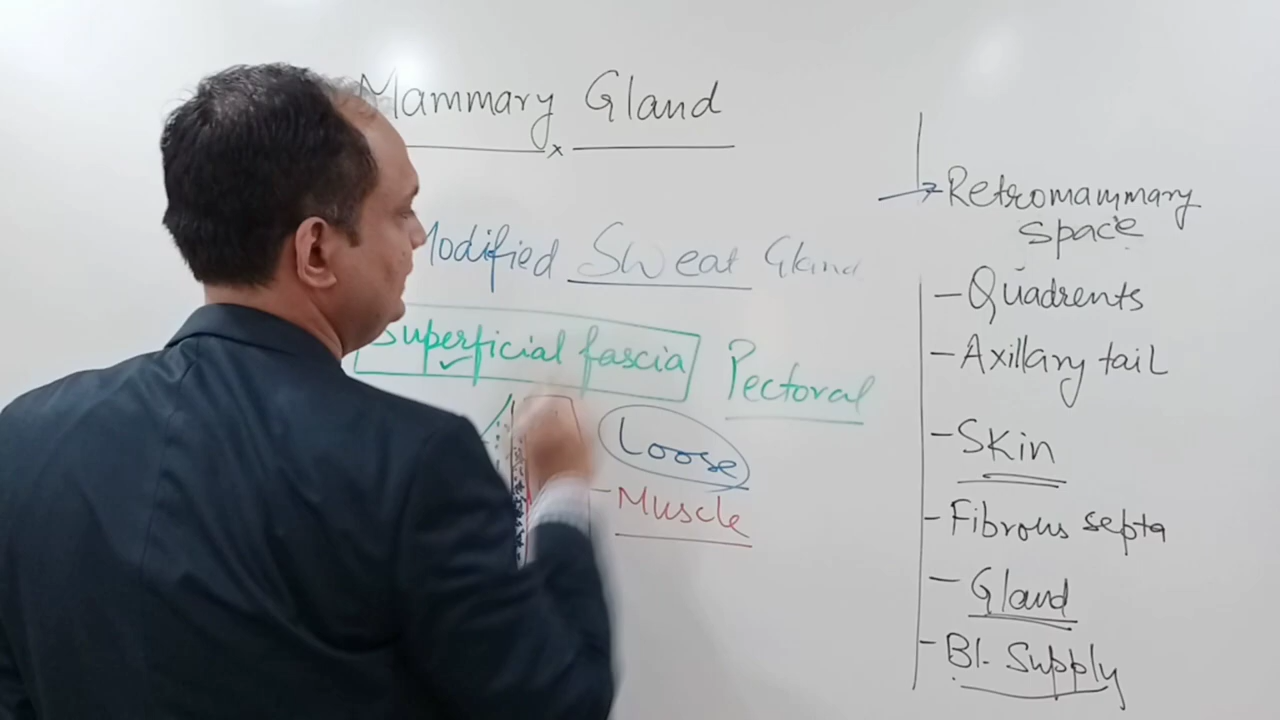 Mammary Gland
Modified Sweat Gland
Superficial fascia
Pectoral
Loose
Muscle
Retromammary
space
- Quadrents
- Axillary tail
- Skin
- Fibrous septa
- Gland
- Bl. Supply